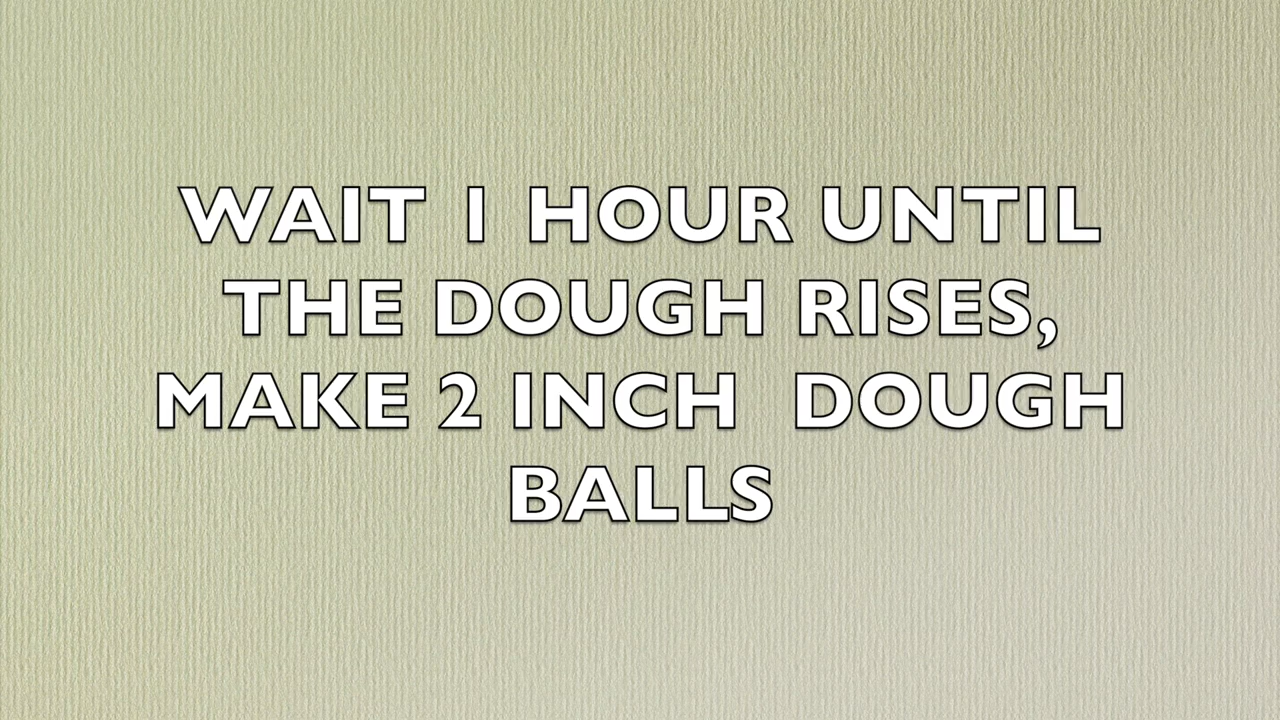 WAIT 1 HOUR UNTIL
THE DOUGH RISES,
MAKE 2 INCH  DOUGH
BALLS